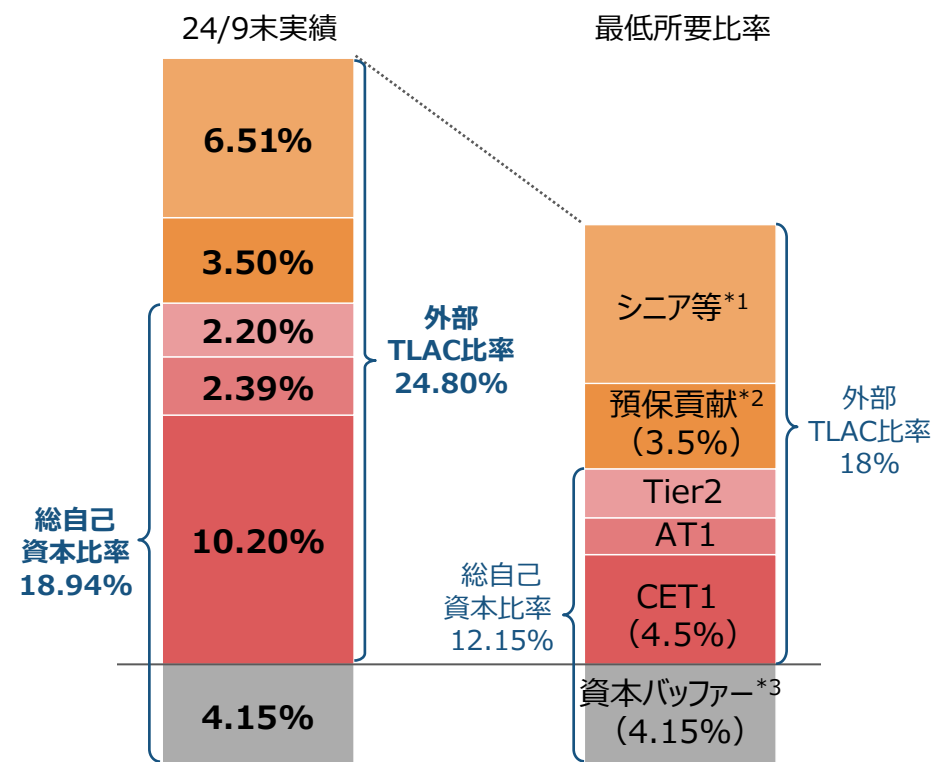 24/9末実績
6.51%
3.50%
2.20%
2.39%
10.20%
4.15%
外部
TLAC比率
24.80%
総自己
資本比率
18.94%
最低所要比率
シニア等*1
預保貢献*2
(3.5%)
Tier2
AT1
CET1
(4.5%)
資本バッファー*3
(4.15%)
外部
TLAC比率
18%
総自己
資本比率
12.15%